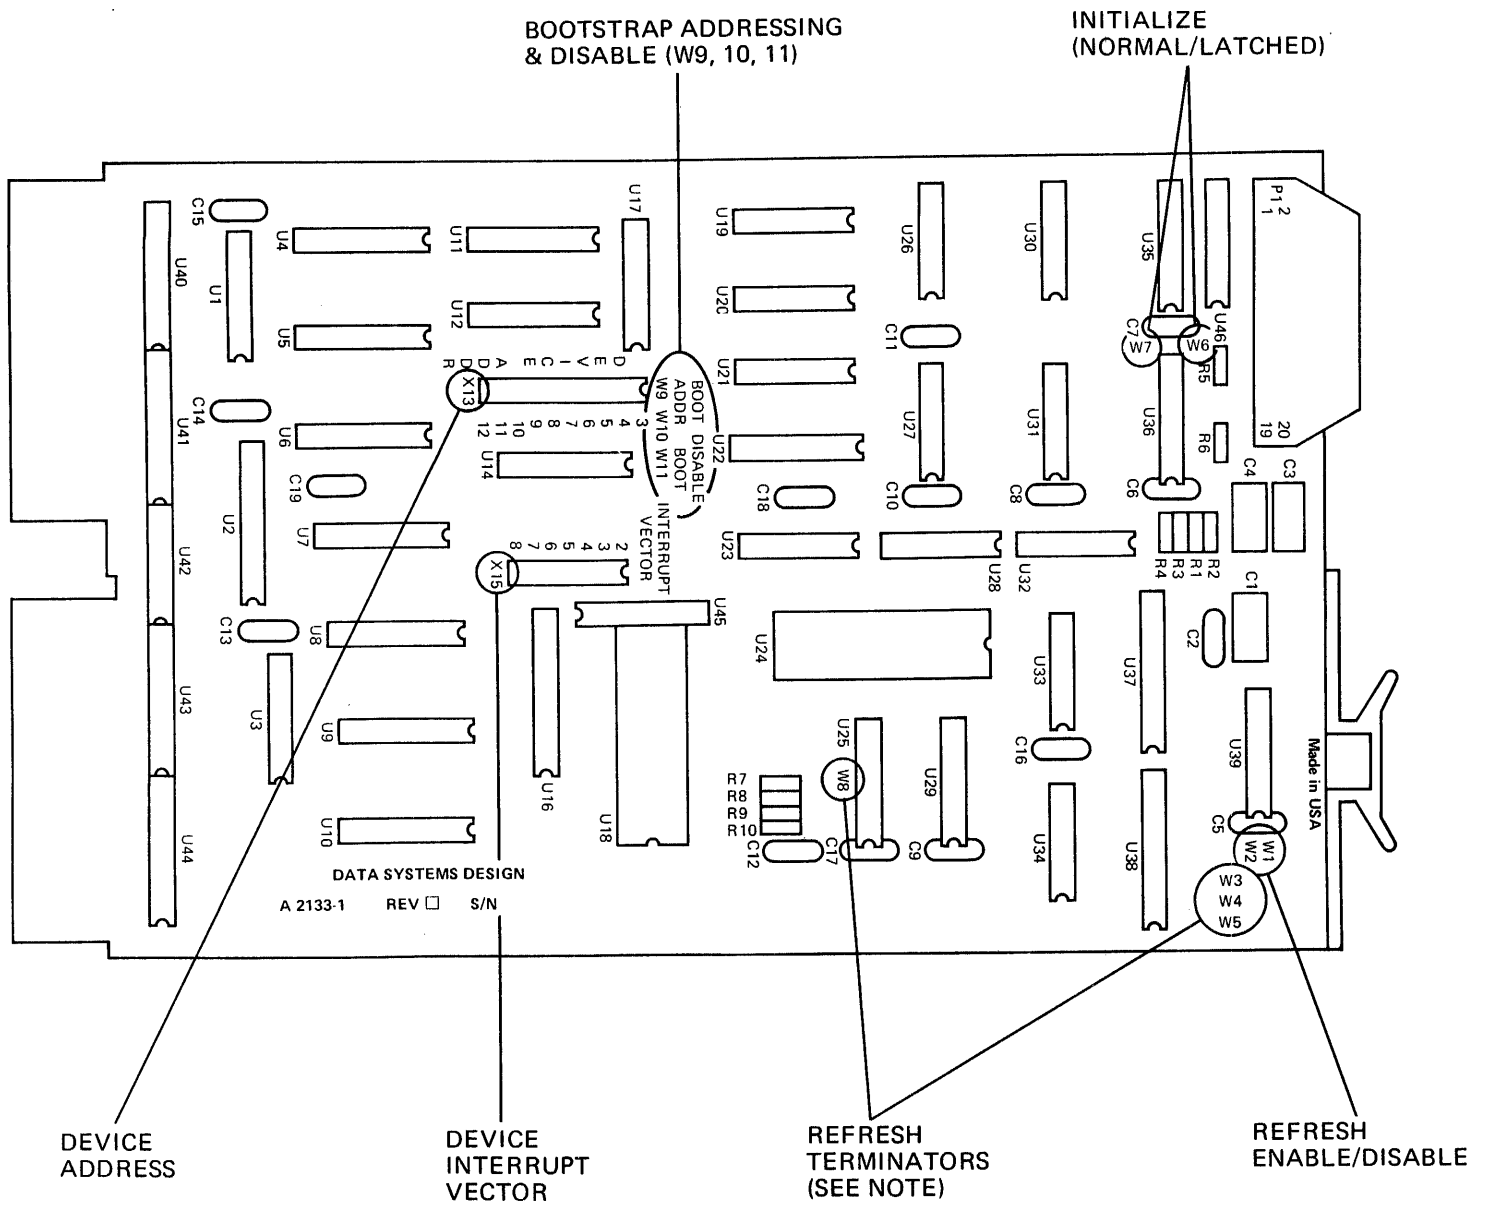 BOOTSTRAP ADDRESSING
& DISABLE (W9, 10, 11)
INITIALIZE
(NORMAL/LATCHED)
C15
U40
U1
U4
U11
U17
U5
U12
U19
U20
U21
U22
U26
U30
U35
P1
2
1
C11
C7
W7
W6
U46
R5
DEVICE ADDR
X13
3
4
5
6
7
8
9
10
11
12
BOOT DISABLE
ADDR BOOT
W9 W10 W11
C14
U41
U6
U14
C19
C18
U27
C10
U31
C8
U36
C6
R6
20
19
C4
C3
U2
U7
U42
INTERRUPT
VECTOR
X15
8
7
6
5
4
3
2
U23
U28
U32
R4
R3
R1
R2
C1
C13
U8
U45
U24
U33
U37
C2
U43
U3
U9
U16
U18
U25
W8
U29
C16
U39
Made in USA
R7
R8
R9
R10
C12
C17
C9
U34
U38
C5
W1
W2
W3
W4
W5
U44
U10
DATA SYSTEMS DESIGN
A 2133-1 REV S/N
DEVICE
ADDRESS
DEVICE
INTERRUPT
VECTOR
REFRESH
TERMINATORS
(SEE NOTE)
REFRESH
ENABLE/DISABLE